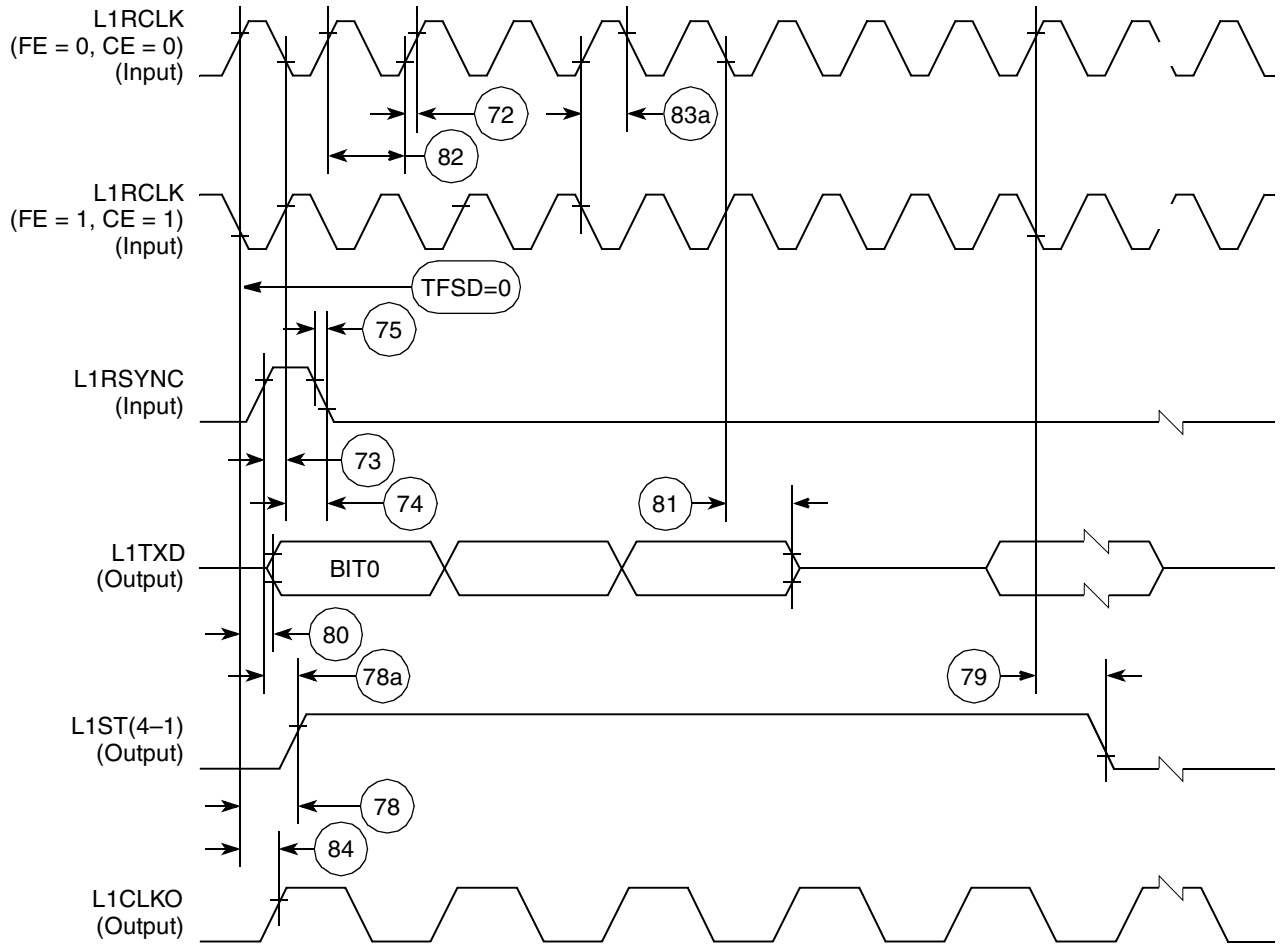 L1RCLK
(FE = 0, CE = 0)
(Input)
72
83a
82
L1RCLK
(FE = 1, CE = 1)
(Input)
TFSD=0
75
L1RSYNC
(Input)
73
74
81
L1TXD
(Output)
BIT0
80
78a
79
L1ST(4–1)
(Output)
78
84
L1CLKO
(Output)